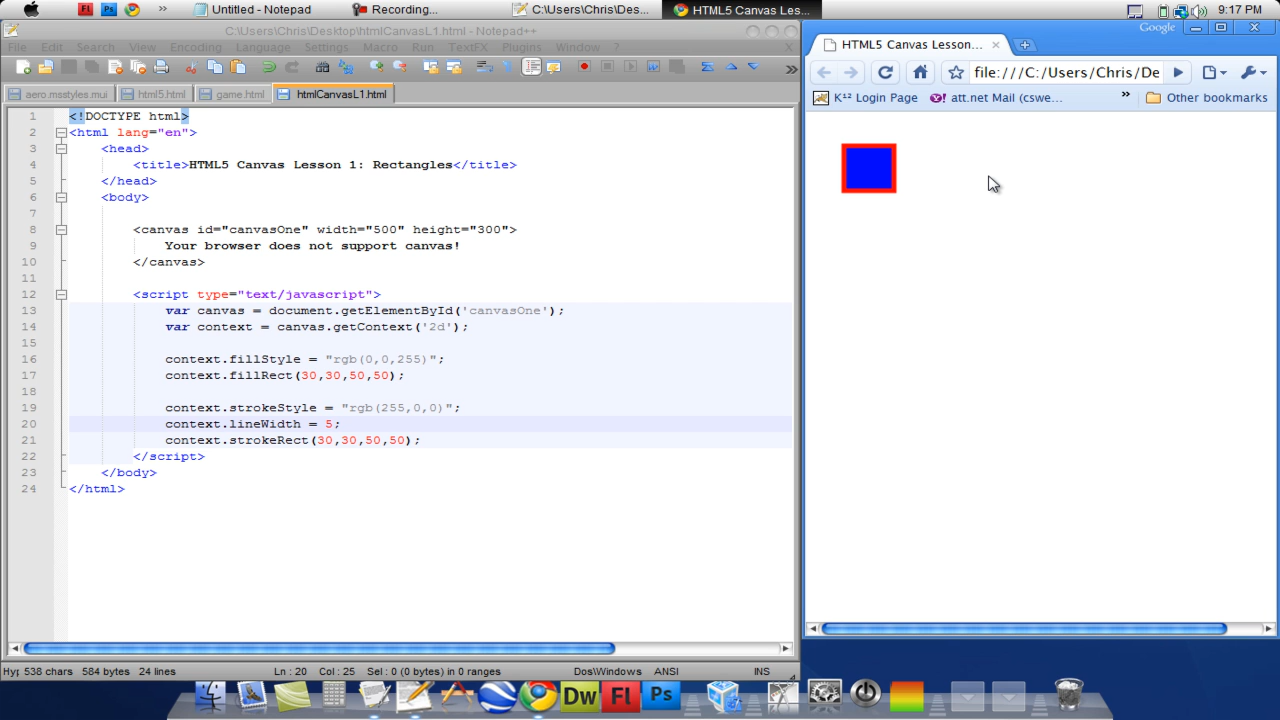 Untitled - Notepad
Recording...
C:\Users\Chris\Des...
HTML5 Canvas Les...
9:17 PM
C:\Users\Chris\Desktop\htmlCanvasL1.html - Notepad++
File Edit Search View Encoding Language Settings Macro Run TextFX Plugins Window ?
aero.msstyles.mui html5.html game.html htmlCanvasL1.html
1 <!DOCTYPE html>
2 <html lang="en">
3 <head>
4 <title>HTML5 Canvas Lesson 1: Rectangles</title>
5 </head>
6 <body>
7
8 <canvas id="canvasOne" width="500" height="300">
9 Your browser does not support canvas!
10 </canvas>
11
12 <script type="text/javascript">
13 var canvas = document.getElementById('canvasOne');
14 var context = canvas.getContext('2d');
15
16 context.fillStyle = "rgb(0,0,255)";
17 context.fillRect(30,30,50,50);
18
19 context.strokeStyle = "rgb(255,0,0)";
20 context.lineWidth = 5;
21 context.strokeRect(30,30,50,50);
22 </script>
23 </body>
24 </html>
Hyp 538 chars 584 bytes 24 lines Ln : 20 Col : 25 Sel : 0 (0 bytes) in 0 ranges Dos\Windows ANSI INS
Google
HTML5 Canvas Lesson...
file:///C:/Users/Chris/De
K¹² Login Page att.net Mail (cswe... » Other bookmarks
Dw Fl Ps